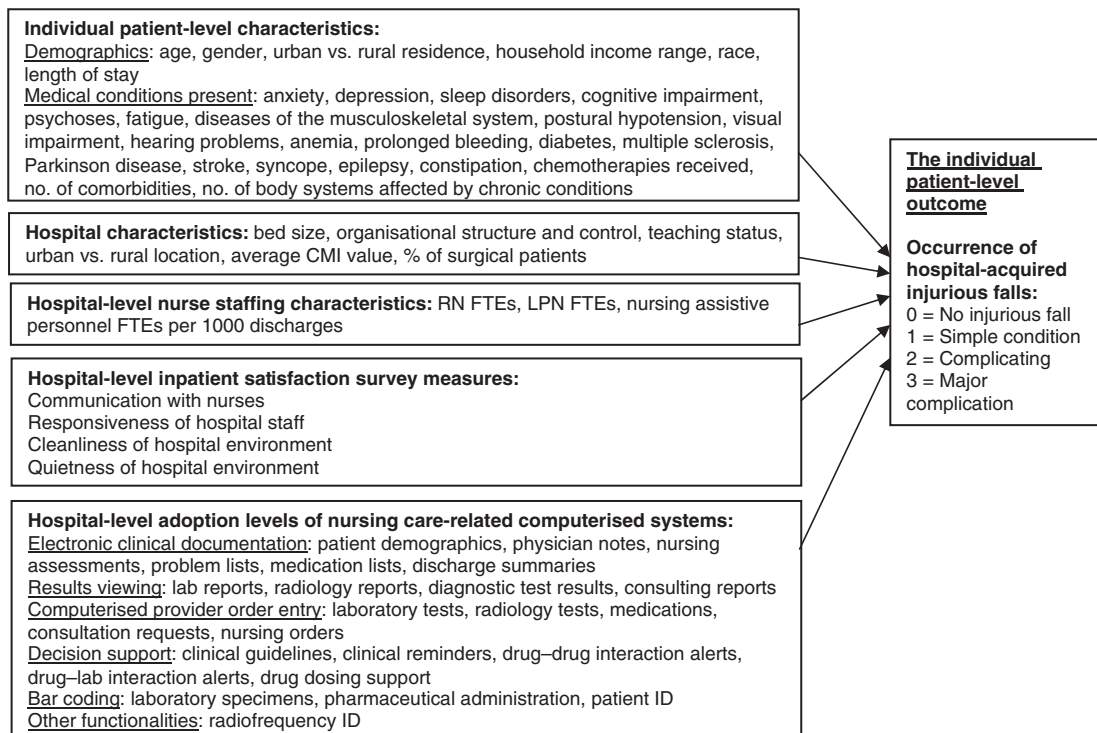 Individual patient-level characteristics:
Demographics: age, gender, urban vs. rural residence, household income range, race,
length of stay
Medical conditions present: anxiety, depression, sleep disorders, cognitive impairment,
psychoses, fatigue, diseases of the musculoskeletal system, postural hypotension, visual
impairment, hearing problems, anemia, prolonged bleeding, diabetes, multiple sclerosis,
Parkinson disease, stroke, syncope, epilepsy, constipation, chemotherapies received,
no. of comorbidities, no. of body systems affected by chronic conditions
Hospital characteristics: bed size, organisational structure and control, teaching status,
urban vs. rural location, average CMI value, % of surgical patients
Hospital-level nurse staffing characteristics: RN FTEs, LPN FTEs, nursing assistive
personnel FTEs per 1000 discharges
Hospital-level inpatient satisfaction survey measures:
Communication with nurses
Responsiveness of hospital staff
Cleanliness of hospital environment
Quietness of hospital environment
Hospital-level adoption levels of nursing care-related computerised systems:
Electronic clinical documentation: patient demographics, physician notes, nursing
assessments, problem lists, medication lists, discharge summaries
Results viewing: lab reports, radiology reports, diagnostic test results, consulting reports
Computerised provider order entry: laboratory tests, radiology tests, medications,
consultation requests, nursing orders
Decision support: clinical guidelines, clinical reminders, drug–drug interaction alerts,
drug–lab interaction alerts, drug dosing support
Bar coding: laboratory specimens, pharmaceutical administration, patient ID
Other functionalities: radiofrequency ID
The individual
patient-level
outcome
Occurrence of
hospital-acquired
injurious falls:
0 = No injurious fall
1 = Simple condition
2 = Complicating
3 = Major
complication